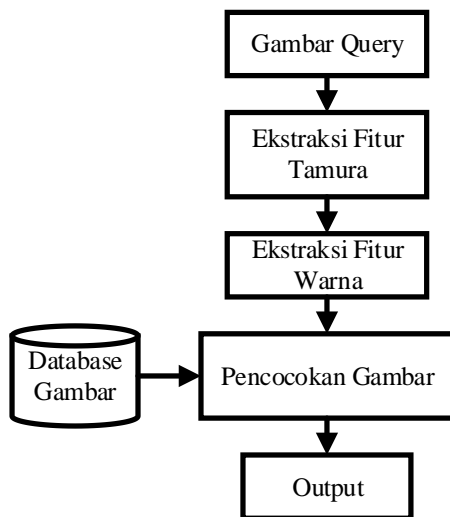 Gambar Query
Ekstraksi Fitur
Tamura
Ekstraksi Fitur
Warna
Database
Gambar
Pencocokan Gambar
Output